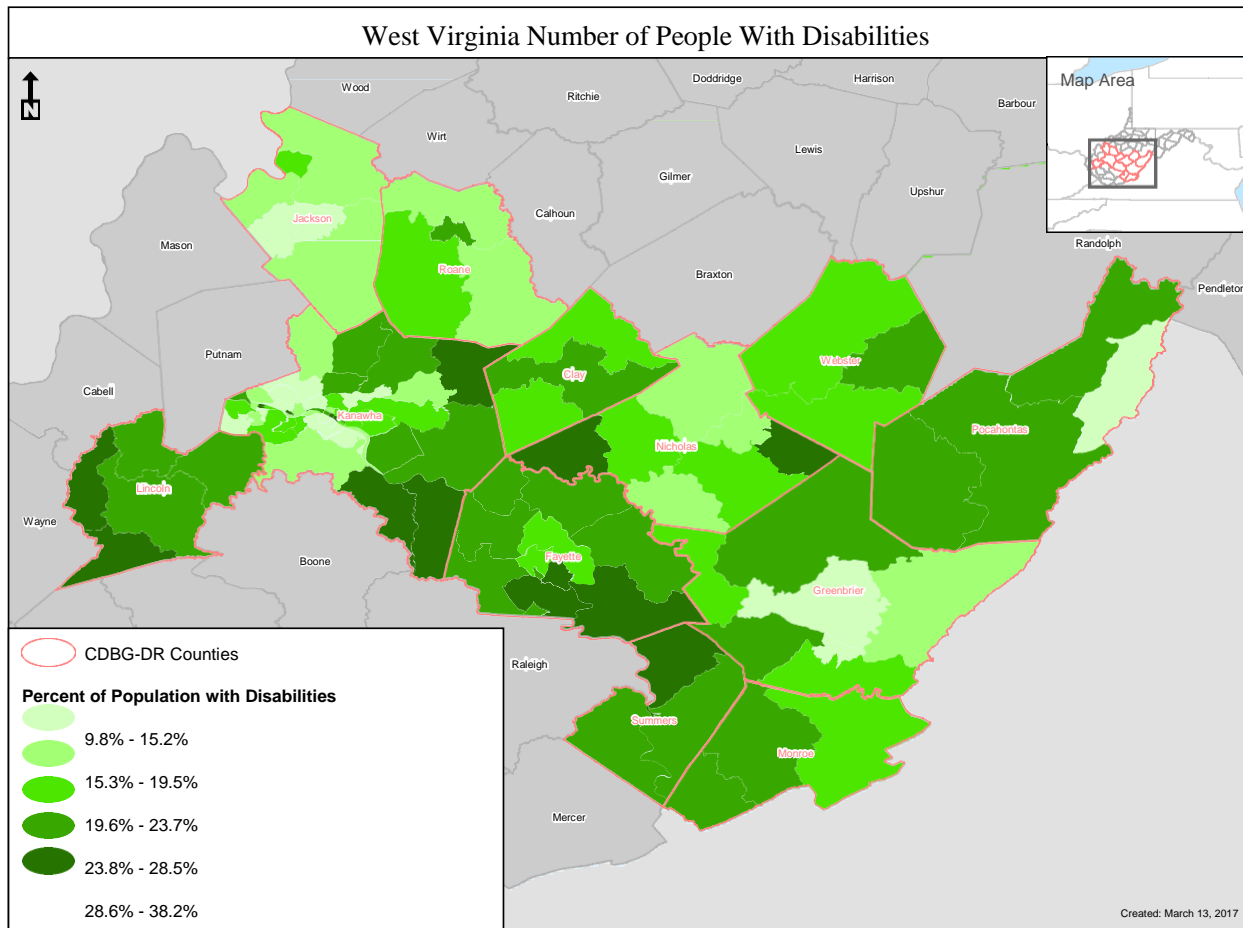 West Virginia Number of People With Disabilities
N
Map Area
Wood
Doddridge
Harrison
Ritchie
Barbour
Wirt
Lewis
Gilmer
Upshur
Calhoun
Jackson
Mason
Randolph
Roane
Braxton
Pendleton
Putnam
Webster
Cabell
Clay
Kanawha
Pocahontas
Nicholas
Lincoln
Wayne
Boone
Fayette
Greenbrier
Raleigh
Summers
Monroe
Mercer
CDBG-DR Counties
Percent of Population with Disabilities
9.8% - 15.2%
15.3% - 19.5%
19.6% - 23.7%
23.8% - 28.5%
28.6% - 38.2%
Created: March 13, 2017